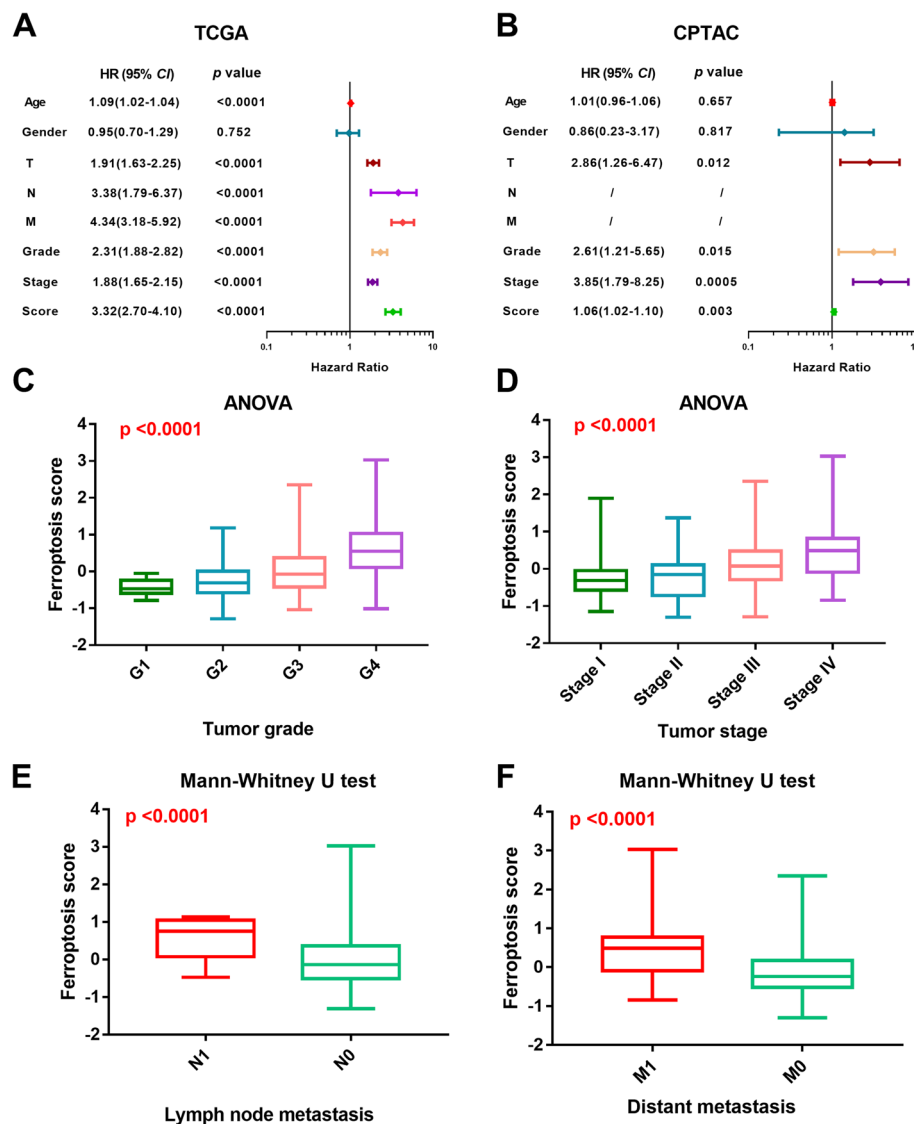 A
TCGA
HR (95% CI) p value
Age 1.09(1.02-1.04) <0.0001
Gender 0.95(0.70-1.29) 0.752
T 1.91(1.63-2.25) <0.0001
N 3.38(1.79-6.37) <0.0001
M 4.34(3.18-5.92) <0.0001
Grade 2.31(1.88-2.82) <0.0001
Stage 1.88(1.65-2.15) <0.0001
Score 3.32(2.70-4.10) <0.0001
0.1 1 10
Hazard Ratio
B
CPTAC
HR (95% CI) p value
Age 1.01(0.96-1.06) 0.657
Gender 0.86(0.23-3.17) 0.817
T 2.86(1.26-6.47) 0.012
N / /
M / /
Grade 2.61(1.21-5.65) 0.015
Stage 3.85(1.79-8.25) 0.0005
Score 1.06(1.02-1.10) 0.003
0.1 1
Hazard Ratio
C
ANOVA
p <0.0001
Ferroptosis score
4
3
2
1
0
-1
-2
G1 G2 G3 G4
Tumor grade
D
ANOVA
p <0.0001
Ferroptosis score
4
3
2
1
0
-1
-2
Stage I Stage II Stage III Stage IV
Tumor stage
E
Mann-Whitney U test
p <0.0001
Ferroptosis score
4
3
2
1
0
-1
-2
N1 N0
Lymph node metastasis
F
Mann-Whitney U test
p <0.0001
Ferroptosis score
4
3
2
1
0
-1
-2
M1 M0
Distant metastasis